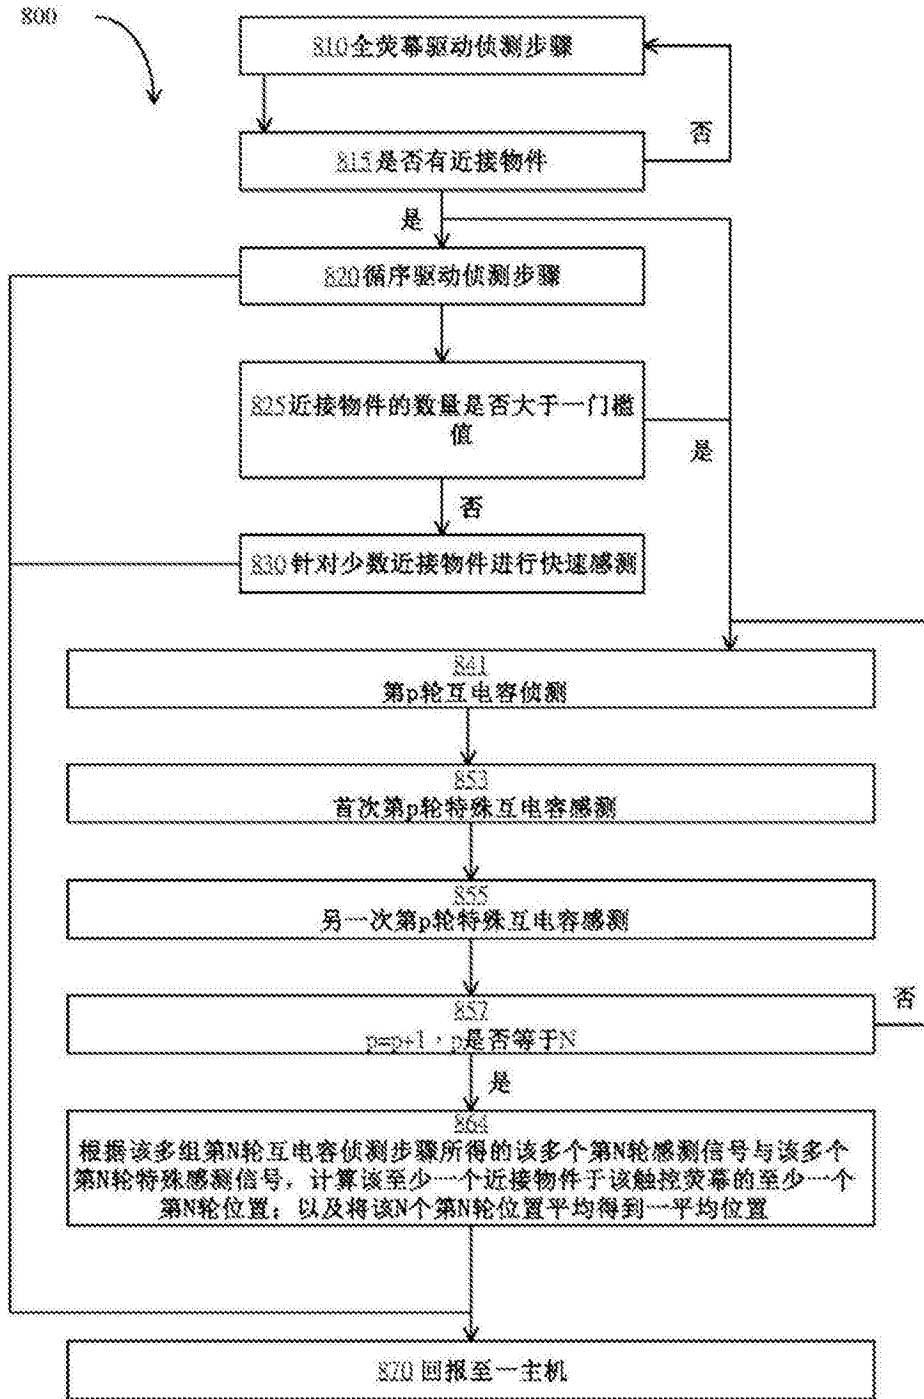 800
810全荧幕驱动侦测步骤
否
815是否有近接物件
是
820循序驱动侦测步骤
825近接物件的数量是否大于一门槛
值
是
否
830针对少数近接物件进行快速感测
841
第p轮互电容侦测
853
首次第p轮特殊互电容感测
855
另一次第p轮特殊互电容感测
否
857
p=p+1,p是否等于N
是
864
根据该多组第N轮互电容侦测步骤所得的该多个第N轮感测信号与该多个
第N轮特殊感测信号,计算该至少一个近接物件于该触控荧幕的至少一个
第N轮位置;以及将该N个第N轮位置平均得到一平均位置
870回报至一主机